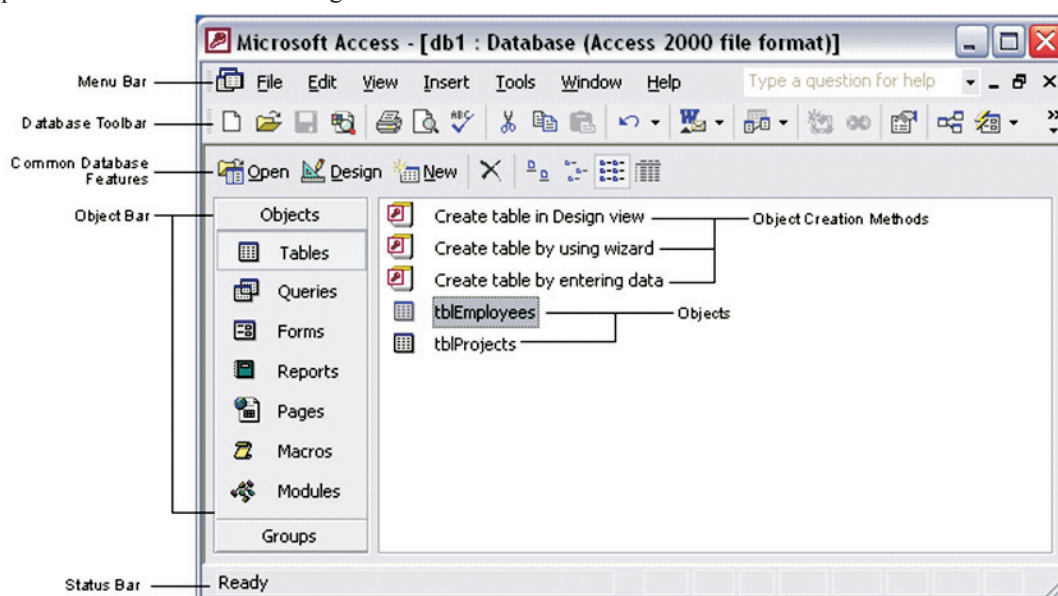 Microsoft Access - [db1 : Database (Access 2000 file format)]
Menu Bar
File Edit View Insert Tools Window Help Type a question for help
Database Toolbar
ABC
Common Database
Features
Open Design New
Object Bar
Objects
Tables
Queries
Forms
Reports
Pages
Macros
Modules
Groups
Create table in Design view
Create table by using wizard
Create table by entering data
tblEmployees
tblProjects
Object Creation Methods
Objects
Status Bar
Ready